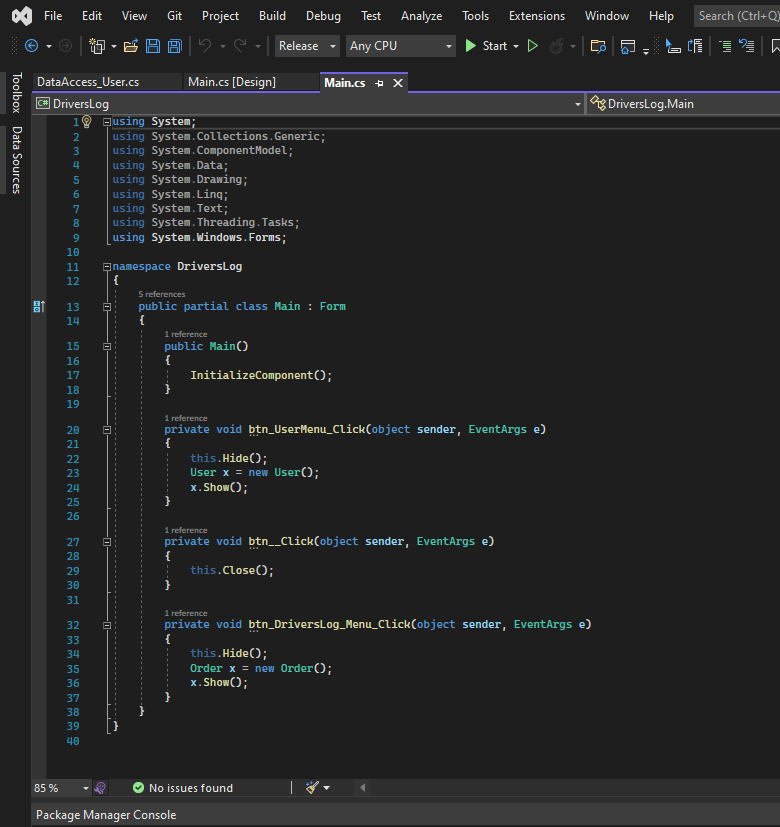 File Edit View Git Project Build Debug Test Analyze Tools Extensions Window Help Search (Ctrl+Q)
Release Any CPU Start
Toolbox
Data Sources
DataAccess_User.cs Main.cs [Design] Main.cs
C# DriversLog DriversLog.Main
1 using System;
2 using System.Collections.Generic;
3 using System.ComponentModel;
4 using System.Data;
5 using System.Drawing;
6 using System.Linq;
7 using System.Text;
8 using System.Threading.Tasks;
9 using System.Windows.Forms;
10
11 namespace DriversLog
12 {
5 references
13 public partial class Main : Form
14 {
1 reference
15 public Main()
16 {
17 InitializeComponent();
18 }
19
1 reference
20 private void btn_UserMenu_Click(object sender, EventArgs e)
21 {
22 this.Hide();
23 User x = new User();
24 x.Show();
25 }
26
1 reference
27 private void btn__Click(object sender, EventArgs e)
28 {
29 this.Close();
30 }
31
1 reference
32 private void btn_DriversLog_Menu_Click(object sender, EventArgs e)
33 {
34 this.Hide();
35 Order x = new Order();
36 x.Show();
37 }
38 }
39 }
40
85 % No issues found
Package Manager Console